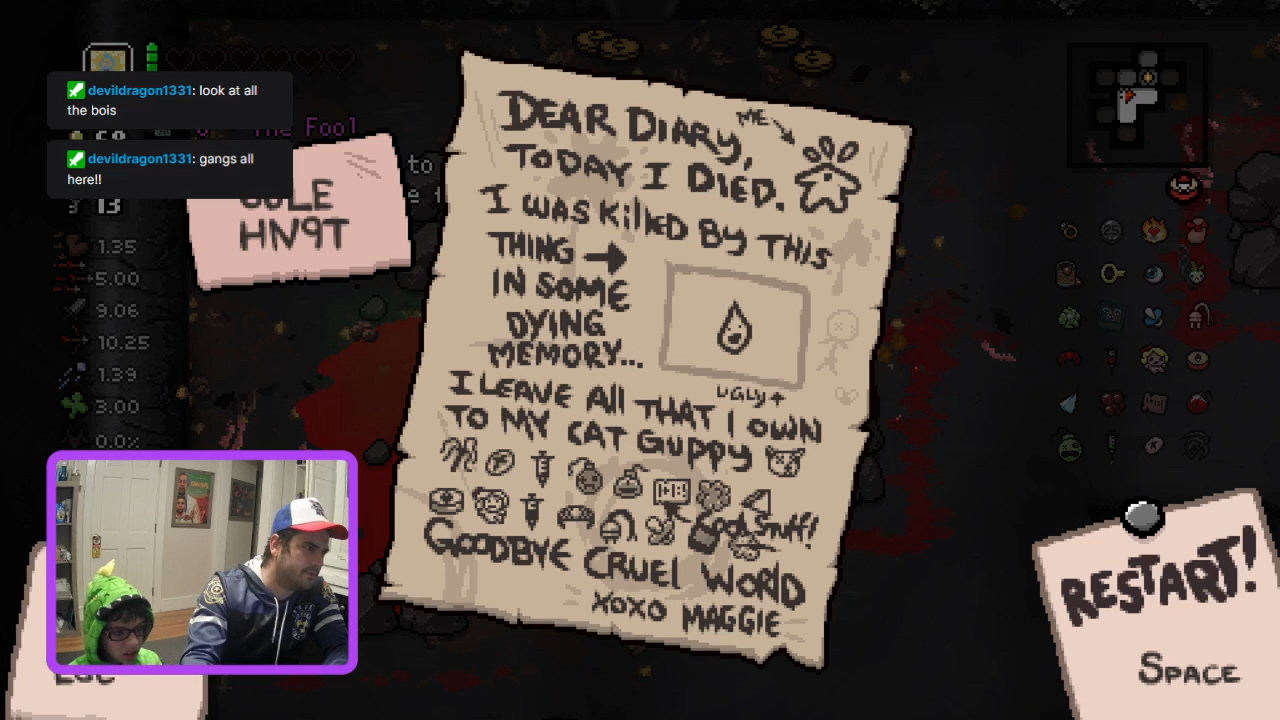 devildragon1331: look at all
the bois
devildragon1331: gangs all
here!!
The Fool
to
HN9T
13
1.35
5.00
9.06
10.25
1.39
3.00
0.0%
DEAR DIARY,
ME
TODAY I DIED.
I WAS KILLED BY THIS
THING
IN SOME
DYING
MEMORY...
UGLY
I LEAVE All THAT I OWN
TO MY CAT GUPPY
Good Stuff!
GOODBYE CRUEL WORLD
XOXO MAGGIE
RESTART!
SPACE